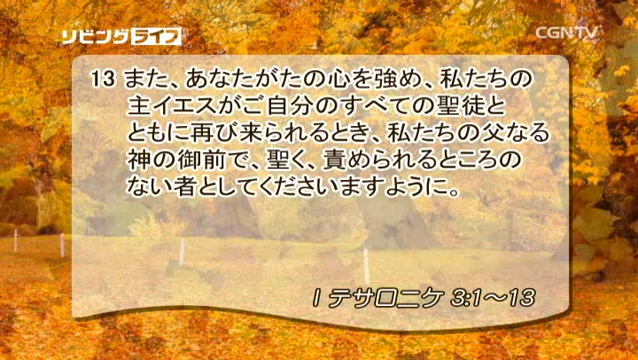 リビングライフ
CGNTV
13 また、あなたがたの心を強め、私たちの
主イエスがご自分のすべての聖徒と
ともに再び来られるとき、私たちの父なる
神の御前で、聖く、責められるところの
ない者としてくださいますように。
Ⅰテサロニケ 3:1～13